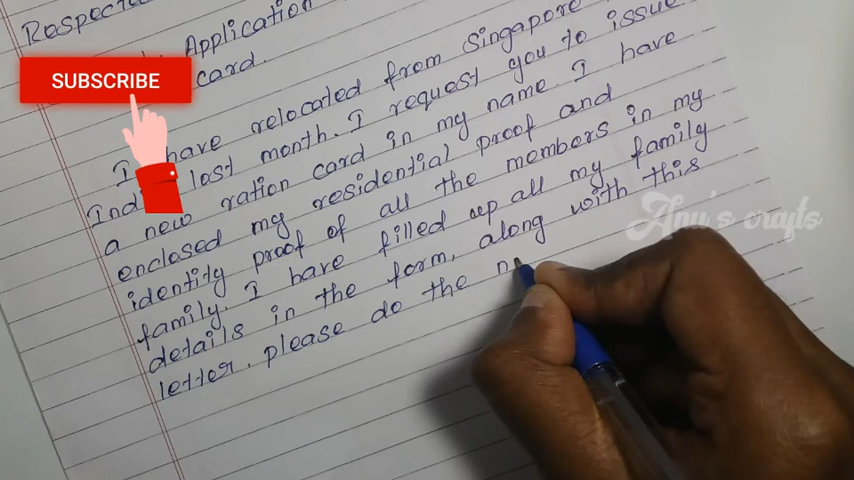 Respected
Application
card.
I have relocated from Singapore
India last month. I request you to issue
a new ration card in my name. I have
enclosed my residential proof and
identity proof of all the members in my
family. I have filled up all my family
details in the form, along with this
letter. please do the n
SUBSCRIBE
Anu's crafts